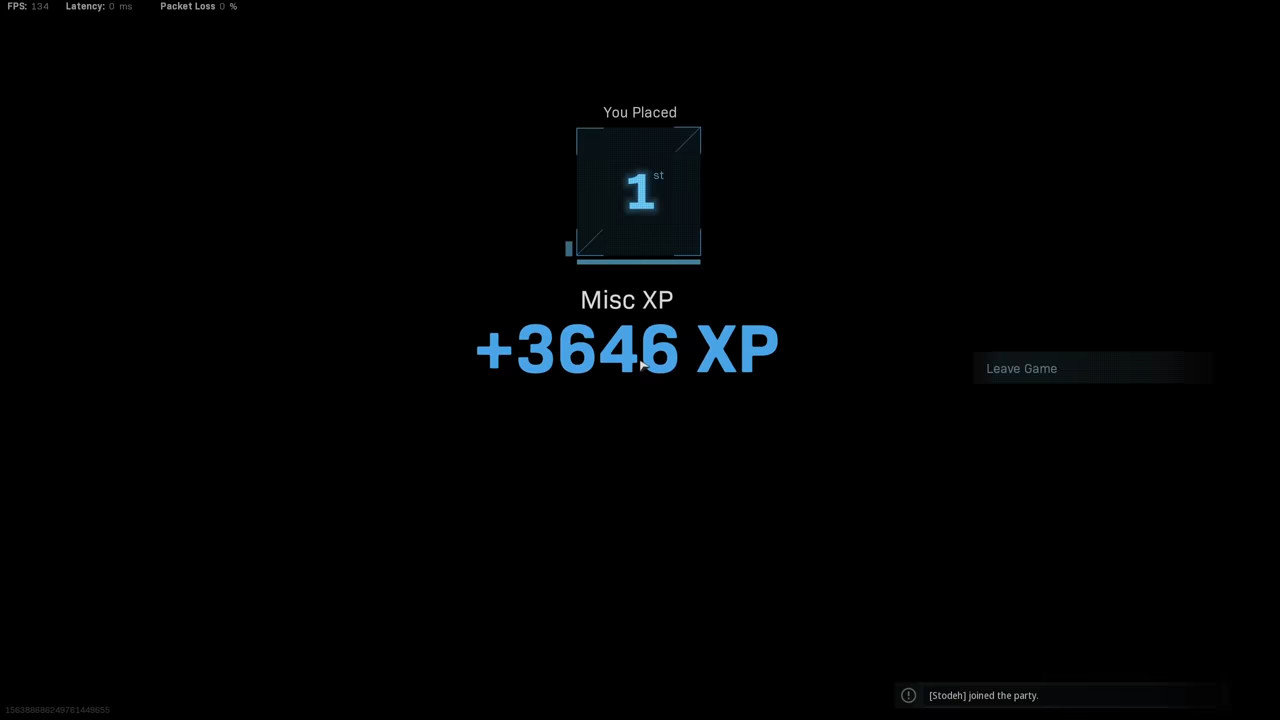 FPS: 134 Latency: 0 ms Packet Loss 0 %
You Placed
1st
Misc XP
+3646 XP
Leave Game
[Stodeh] joined the party.